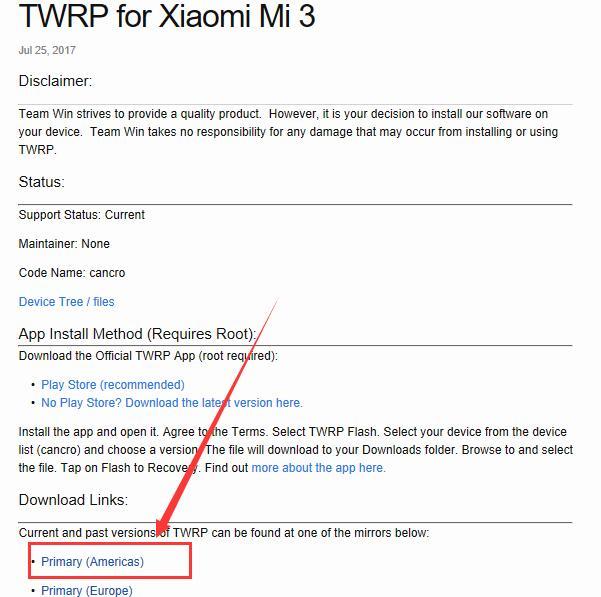 TWRP for Xiaomi Mi 3
Jul 25, 2017
Disclaimer:
Team Win strives to provide a quality product. However, it is your decision to install our software on
your device. Team Win takes no responsibility for any damage that may occur from installing or using
TWRP.
Status:
Support Status: Current
Maintainer: None
Code Name: cancro
Device Tree / files
App Install Method (Requires Root):
Download the Official TWRP App (root required):
• Play Store (recommended)
• No Play Store? Download the latest version here.
Install the app and open it. Agree to the Terms. Select TWRP Flash. Select your device from the device
list (cancro) and choose a version. The file will download to your Downloads folder. Browse to and select
the file. Tap on Flash to Recovery. Find out more about the app here.
Download Links:
Current and past versions of TWRP can be found at one of the mirrors below:
• Primary (Americas)
• Primary (Europe)